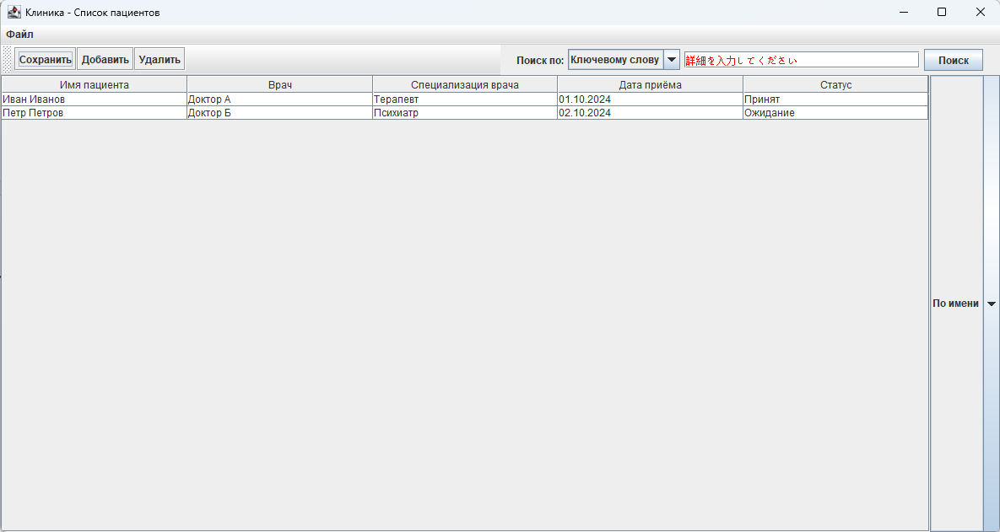 Клиника - Список пациентов
Файл
Сохранить Добавить Удалить Поиск по: Ключевому слову 詳細を入力してください Поиск
Имя пациента Врач Специализация врача Дата приёма Статус
Иван Иванов Доктор А Терапевт 01.10.2024 Принят
Петр Петров Доктор Б Психиатр 02.10.2024 Ожидание
По имени